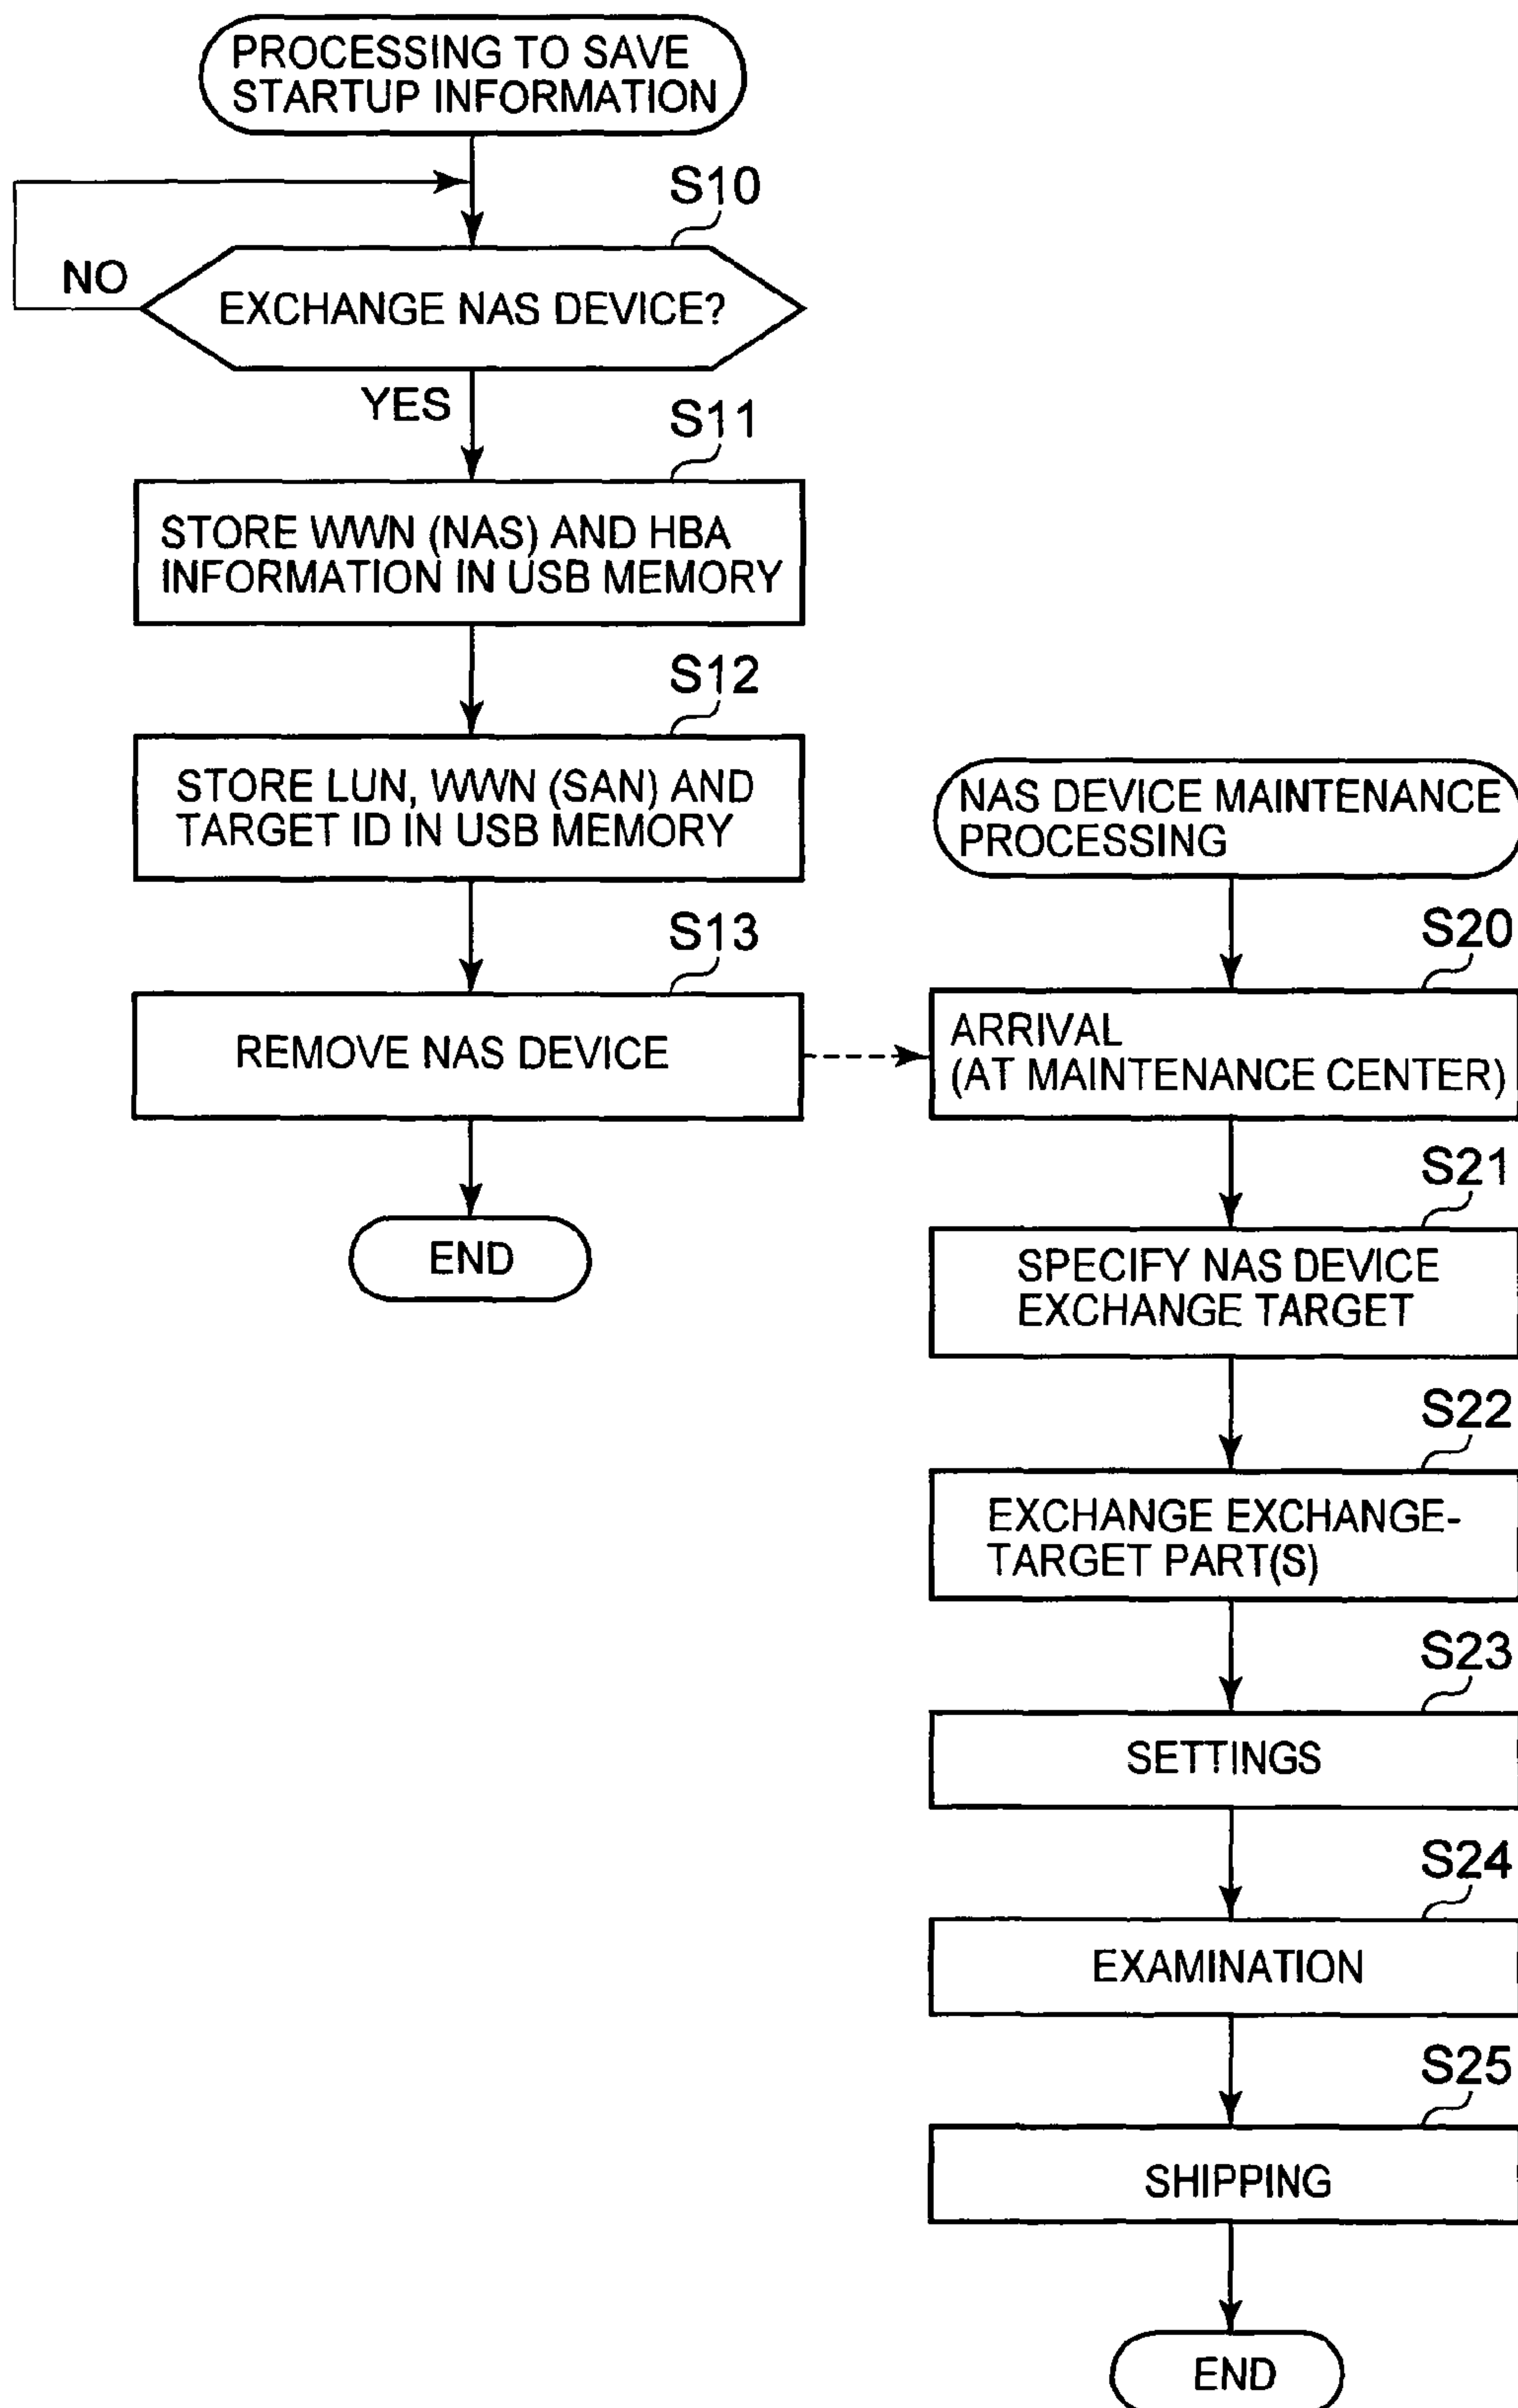 PROCESSING TO SAVE
STARTUP INFORMATION
S10
NO
EXCHANGE NAS DEVICE?
YES
S11
STORE WWN (NAS) AND HBA
INFORMATION IN USB MEMORY
S12
STORE LUN, WWN (SAN) AND
TARGET ID IN USB MEMORY
S13
REMOVE NAS DEVICE
END
NAS DEVICE MAINTENANCE
PROCESSING
S20
ARRIVAL
(AT MAINTENANCE CENTER)
S21
SPECIFY NAS DEVICE
EXCHANGE TARGET
S22
EXCHANGE EXCHANGE-
TARGET PART(S)
S23
SETTINGS
S24
EXAMINATION
S25
SHIPPING
END